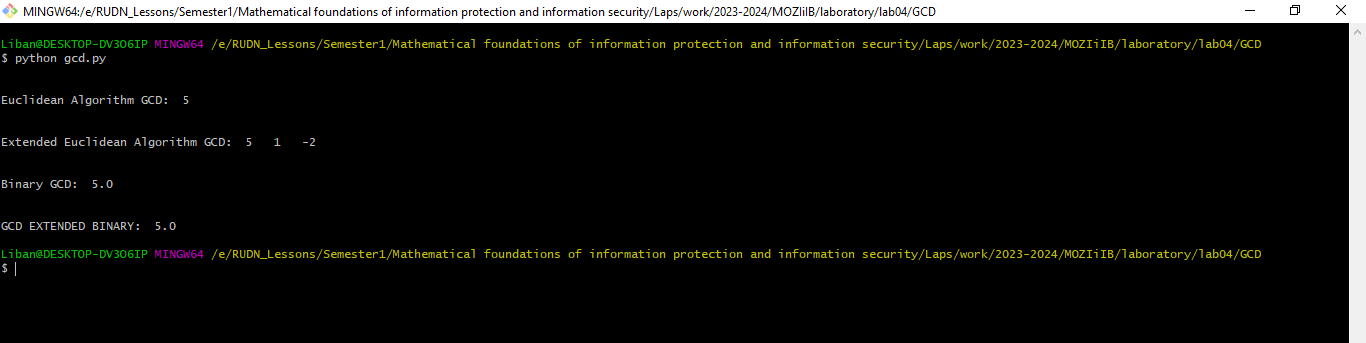 MINGW64:/e/RUDN_Lessons/Semester1/Mathematical foundations of information protection and information security/Laps/work/2023-2024/MOZIiIB/laboratory/lab04/GCD
Liban@DESKTOP-DV3O6IP MINGW64 /e/RUDN_Lessons/Semester1/Mathematical foundations of information protection and information security/Laps/work/2023-2024/MOZIiIB/laboratory/lab04/GCD
$ python gcd.py
Euclidean Algorithm GCD:  5
Extended Euclidean Algorithm GCD:  5   1   -2
Binary GCD:  5.0
GCD EXTENDED BINARY:  5.0
Liban@DESKTOP-DV3O6IP MINGW64 /e/RUDN_Lessons/Semester1/Mathematical foundations of information protection and information security/Laps/work/2023-2024/MOZIiIB/laboratory/lab04/GCD
$